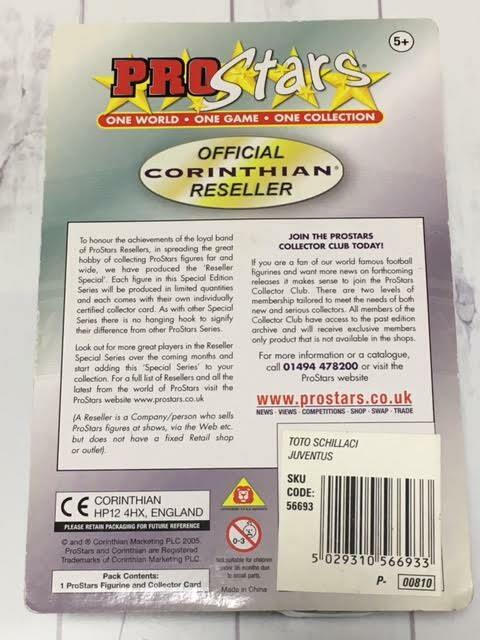 5+
PROStars®
ONE WORLD • ONE GAME • ONE COLLECTION
OFFICIAL
CORINTHIAN®
RESELLER
To honour the achievements of the loyal band
of ProStars Resellers, in spreading the great
hobby of collecting ProStars figures far and
wide, we have produced the 'Reseller
Special'. Each figure in this Special Edition
Series will be produced in limited quantities
and each comes with their own individually
certified collector card. As with other Special
Series there is no hanging hook to signify
their difference from other ProStars Series.
Look out for more great players in the Reseller
Special Series over the coming months and
start adding this 'Special Series' to your
collection. For a full list of Resellers and all the
latest from the world of ProStars visit the
ProStars website www.prostars.co.uk
(A Reseller is a Company/person who sells
ProStars figures at shows, via the Web etc.
but does not have a fixed Retail shop
or outlet).
JOIN THE PROSTARS
COLLECTOR CLUB TODAY!
If you are a fan of our world famous football
figurines and want more news on forthcoming
releases it makes sense to join the ProStars
Collector Club. There are two levels of
membership tailored to meet the needs of both
new and serious collectors. All members of the
Collector Club have access to the past edition
archive and will receive exclusive members
only product that is not available in the shops.
For more information or a catalogue,
call 01494 478200 or visit the
ProStars website
www.prostars.co.uk
NEWS · VIEWS · COMPETITIONS · SHOP · SWAP · TRADE
TOTO SCHILLACI
JUVENTUS
SKU
CODE:
56693
5 029310 566933
P- 00810
CE CORINTHIAN
HP12 4HX, ENGLAND
PLEASE RETAIN PACKAGING FOR FUTURE REFERENCE
© and ® Corinthian Marketing PLC 2005.
ProStars and Corinthian are Registered
Trademarks of Corinthian Marketing PLC.
Pack Contents:
1 ProStars Figurine and Collector Card
0-3
Not suitable for children
under 36 months due
to small parts.
Made in China